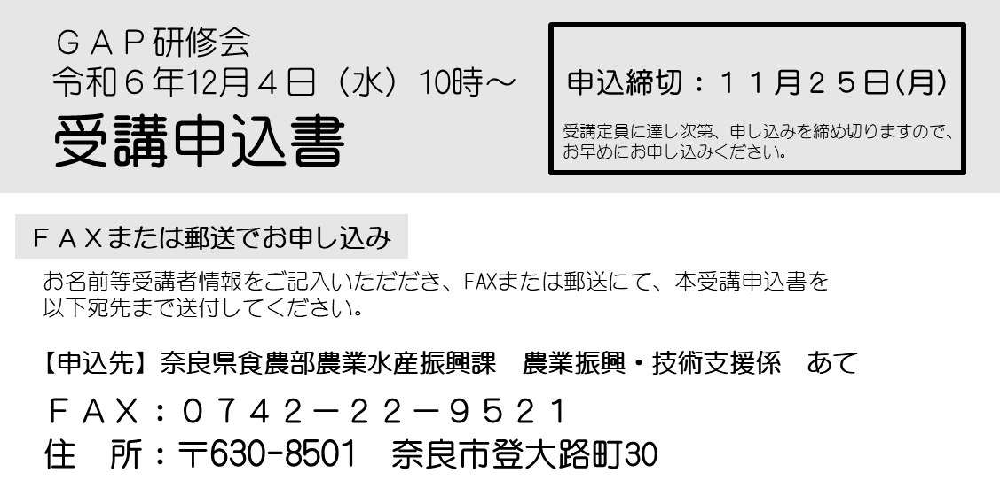 ＧＡＰ研修会
令和６年12月４日（水）10時～
受講申込書
申込締切：１１月２５日(月)
受講定員に達し次第、申し込みを締め切りますので、
お早めにお申し込みください。
ＦＡＸまたは郵送でお申し込み
お名前等受講者情報をご記入いただだき、FAXまたは郵送にて、本受講申込書を
以下宛先まで送付してください。
【申込先】奈良県食農部農業水産振興課　農業振興・技術支援係　あて
ＦＡＸ：０７４２－２２－９５２１
住　所：〒630-8501　奈良市登大路町30